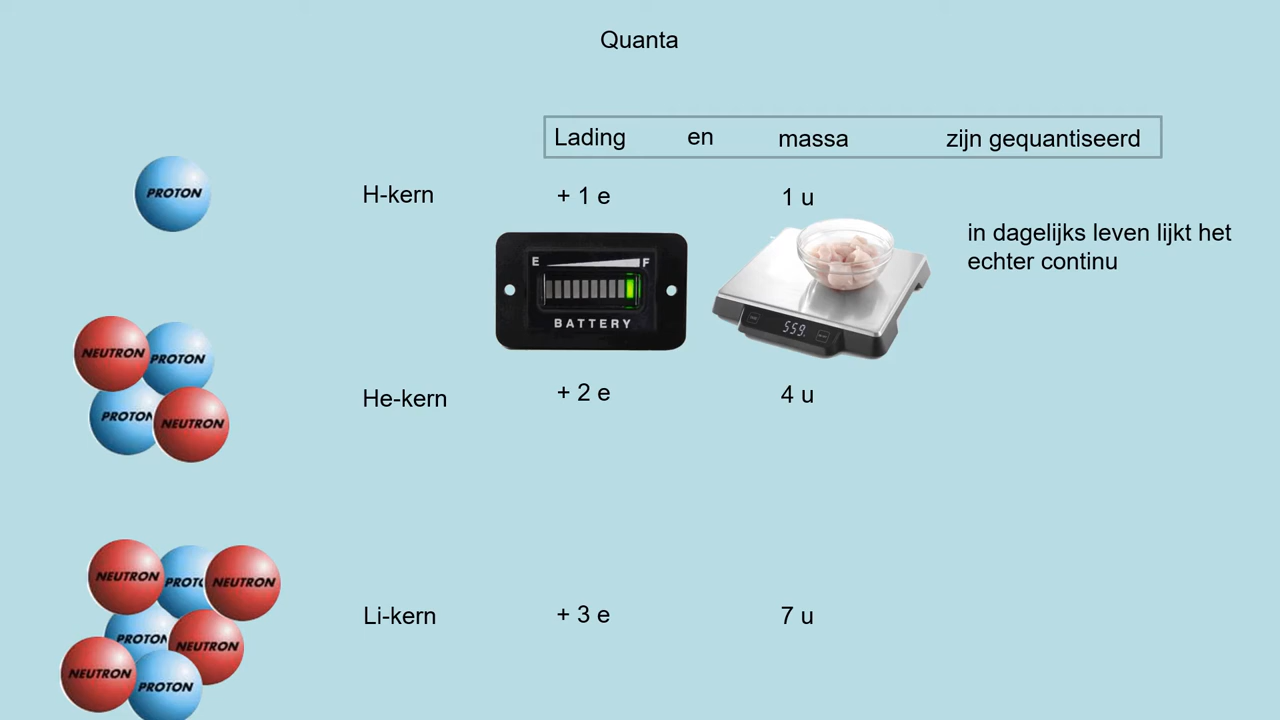 Quanta
Lading en massa zijn gequantiseerd
PROTON
H-kern + 1 e 1 u
in dagelijks leven lijkt het
echter continu
E F
BATTERY
559.
NEUTRON PROTON
PROTON NEUTRON
He-kern + 2 e 4 u
NEUTRON PROTO NEUTRON
PROTON NEUTRON
NEUTRON PROTON
Li-kern + 3 e 7 u